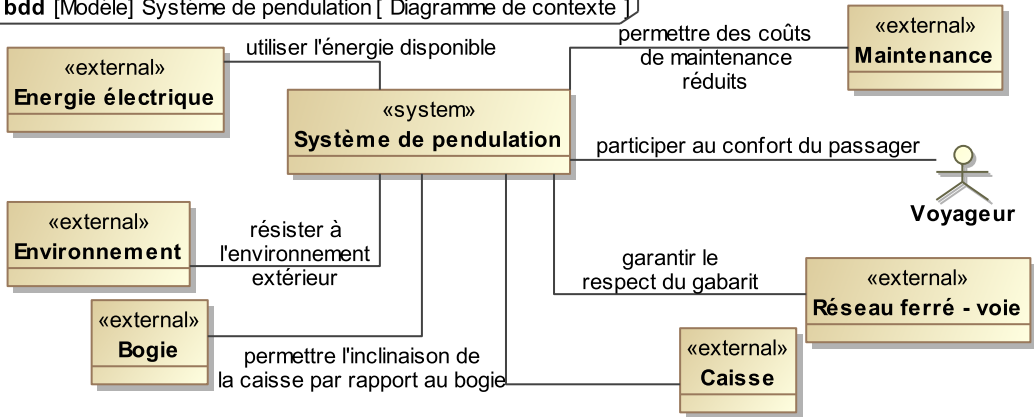 bdd [Modèle] Système de pendulation [ Diagramme de contexte ]
utiliser l'énergie disponible
«external»
Energie électrique
«system»
Système de pendulation
permettre des coûts
de maintenance
réduits
«external»
Maintenance
participer au confort du passager
Voyageur
«external»
Environnement
résister à
l'environnement
extérieur
garantir le
respect du gabarit
«external»
Réseau ferré - voie
«external»
Bogie
permettre l'inclinaison de
la caisse par rapport au bogie
«external»
Caisse